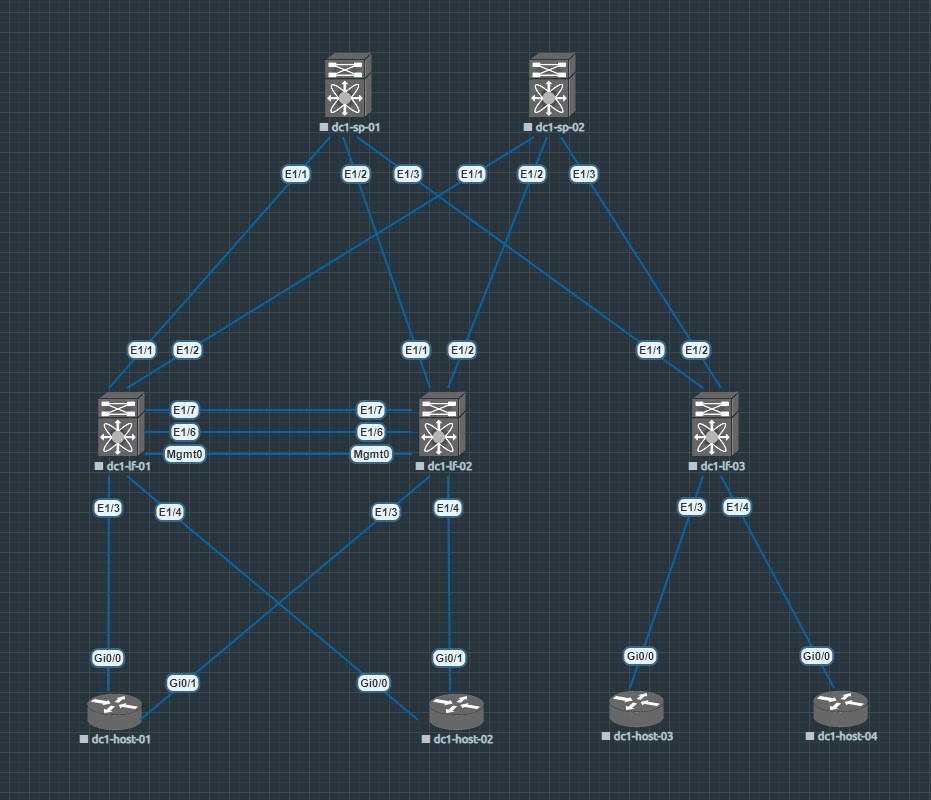 dc1-sp-01
dc1-sp-02
E1/1
E1/2
E1/3
E1/1
E1/2
E1/3
E1/1
E1/2
E1/1
E1/2
E1/1
E1/2
E1/7
E1/7
E1/6
E1/6
Mgmt0
Mgmt0
dc1-lf-01
dc1-lf-02
dc1-lf-03
E1/3
E1/4
E1/3
E1/4
E1/3
E1/4
Gi0/0
Gi0/1
Gi0/0
Gi0/1
Gi0/0
Gi0/0
dc1-host-01
dc1-host-02
dc1-host-03
dc1-host-04